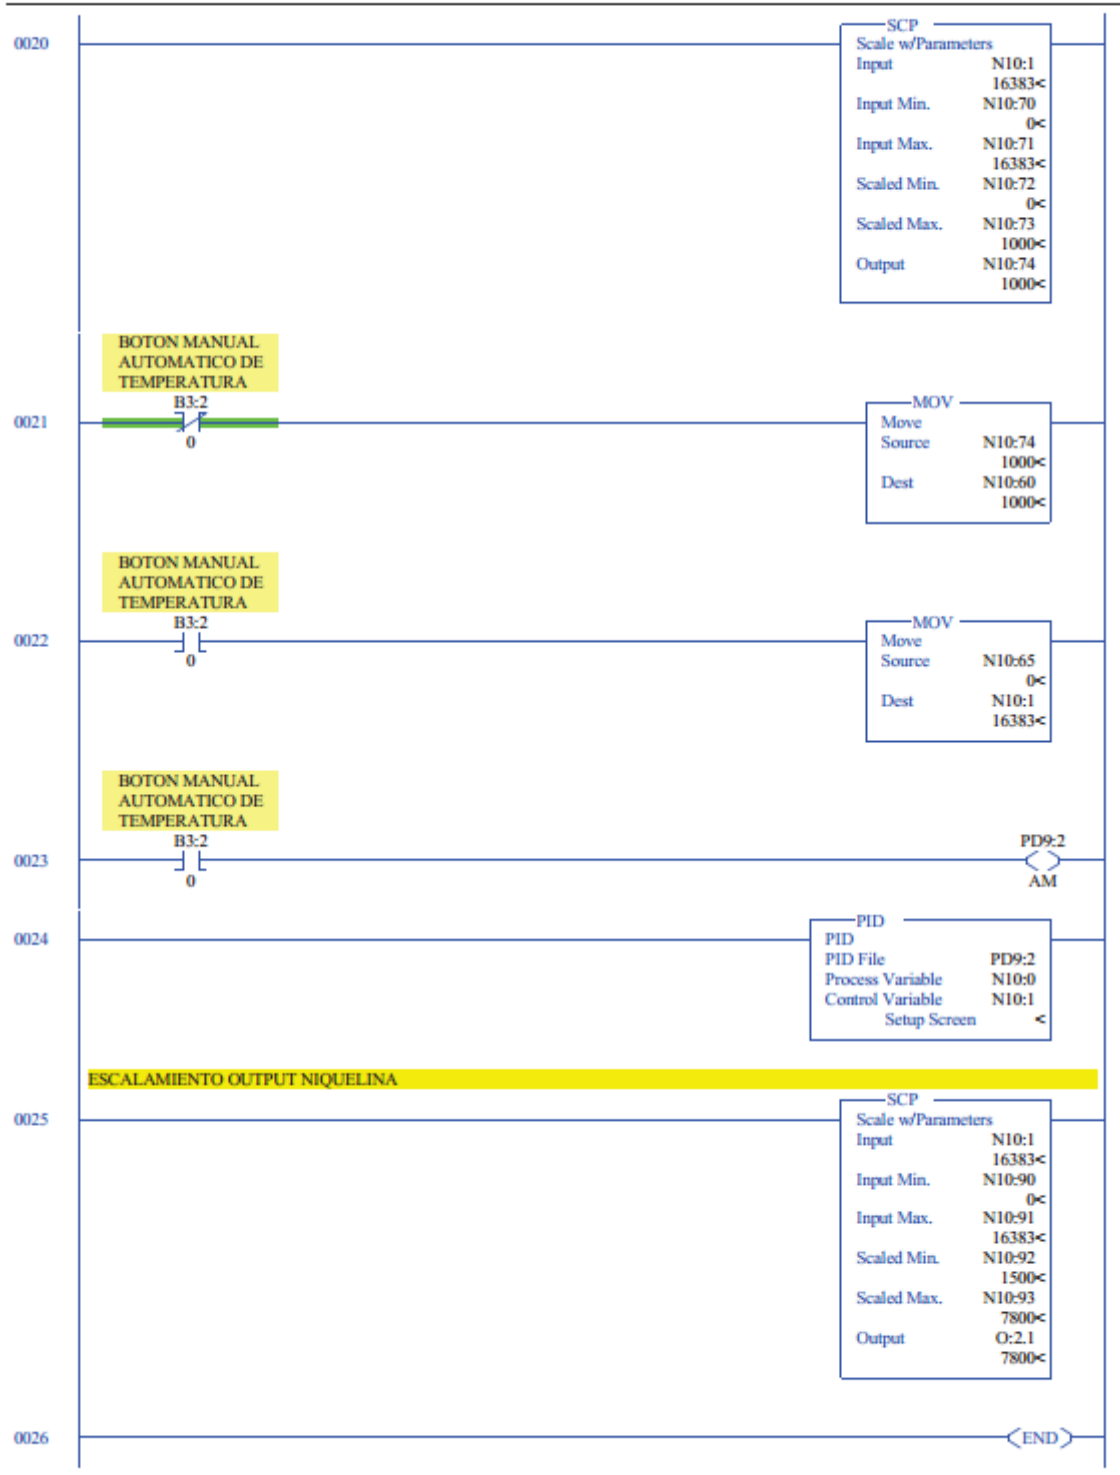 0020
SCP
Scale w/Parameters
Input N10:1
16383<
Input Min. N10:70
0<
Input Max. N10:71
16383<
Scaled Min. N10:72
0<
Scaled Max. N10:73
1000<
Output N10:74
1000<
BOTON MANUAL
AUTOMATICO DE
TEMPERATURA
B3:2
0021
0
MOV
Move
Source N10:74
1000<
Dest N10:60
1000<
BOTON MANUAL
AUTOMATICO DE
TEMPERATURA
B3:2
0022
0
MOV
Move
Source N10:65
0<
Dest N10:1
16383<
BOTON MANUAL
AUTOMATICO DE
TEMPERATURA
B3:2
0023
0
PD9:2
AM
0024
PID
PID
PID File PD9:2
Process Variable N10:0
Control Variable N10:1
Setup Screen <
ESCALAMIENTO OUTPUT NIQUELINA
0025
SCP
Scale w/Parameters
Input N10:1
16383<
Input Min. N10:90
0<
Input Max. N10:91
16383<
Scaled Min. N10:92
1500<
Scaled Max. N10:93
7800<
Output O:2.1
7800<
0026
END